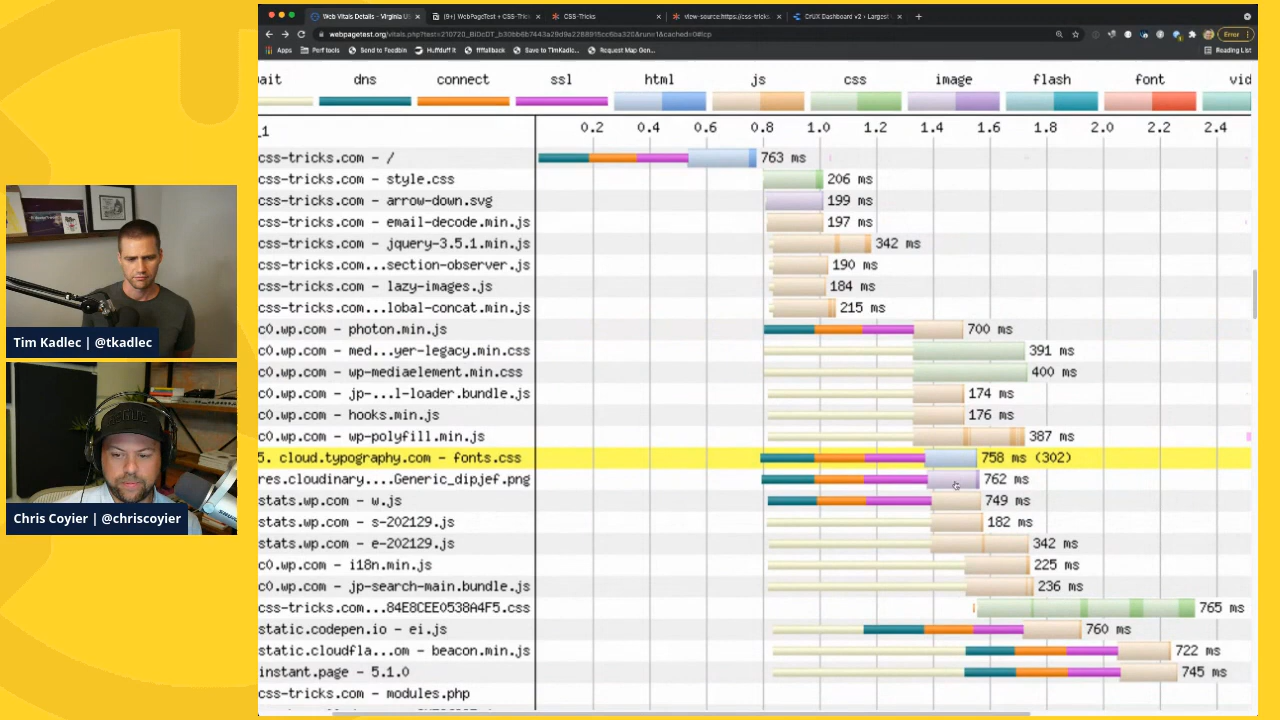 Web Vitals Details - Virginia U
(9+) WebPageTest + CSS-Trick
CSS-Tricks
view-source:https://css-tricks
CrUX Dashboard v2 › Largest
webpagetest.org/vitals.php?test=
Error
Apps
Perf tools
Send to Feedbin
Huffduff it
ffffallback
Save to TimKadlec...
Request Map Gen...
Reading List
ait
dns
connect
ssl
html
js
css
image
flash
font
vid
_1
0.2 0.4 0.6 0.8 1.0 1.2 1.4 1.6 1.8 2.0 2.2 2.4
css-tricks.com - / 763 ms
css-tricks.com - style.css 206 ms
css-tricks.com - arrow-down.svg 199 ms
css-tricks.com - email-decode.min.js 197 ms
css-tricks.com - jquery-3.5.1.min.js 342 ms
css-tricks.com...section-observer.js 190 ms
css-tricks.com - lazy-images.js 184 ms
css-tricks.com...lobal-concat.min.js 215 ms
c0.wp.com - photon.min.js 700 ms
c0.wp.com - med...yer-legacy.min.css 391 ms
c0.wp.com - wp-mediaelement.min.css 400 ms
c0.wp.com - jp-...l-loader.bundle.js 174 ms
c0.wp.com - hooks.min.js 176 ms
c0.wp.com - wp-polyfill.min.js 387 ms
5. cloud.typography.com - fonts.css 758 ms (302)
res.cloudinary....Generic_dipjef.png 762 ms
stats.wp.com - w.js 749 ms
stats.wp.com - s-202129.js 182 ms
stats.wp.com - e-202129.js 342 ms
c0.wp.com - i18n.min.js 225 ms
c0.wp.com - jp-search-main.bundle.js 236 ms
css-tricks.com...84E8CEE0538A4F5.css 765 ms
static.codepen.io - ei.js 760 ms
static.cloudfla...om - beacon.min.js 722 ms
instant.page - 5.1.0 745 ms
css-tricks.com - modules.php
Tim Kadlec | @tkadlec
Chris Coyier | @chriscoyier